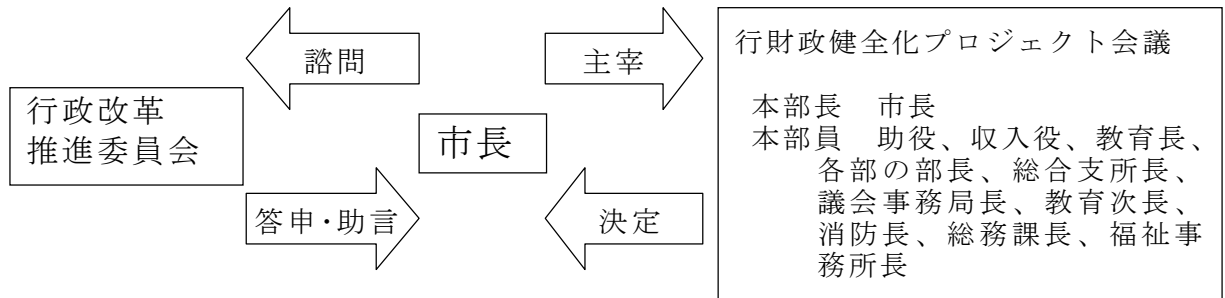 諮問
主宰
行政改革
推進委員会
市長
答申・助言
決定
行財政健全化プロジェクト会議
本部長　市長
本部員　助役、収入役、教育長、
各部の部長、総合支所長、
議会事務局長、教育次長、
消防長、総務課長、福祉事
務所長